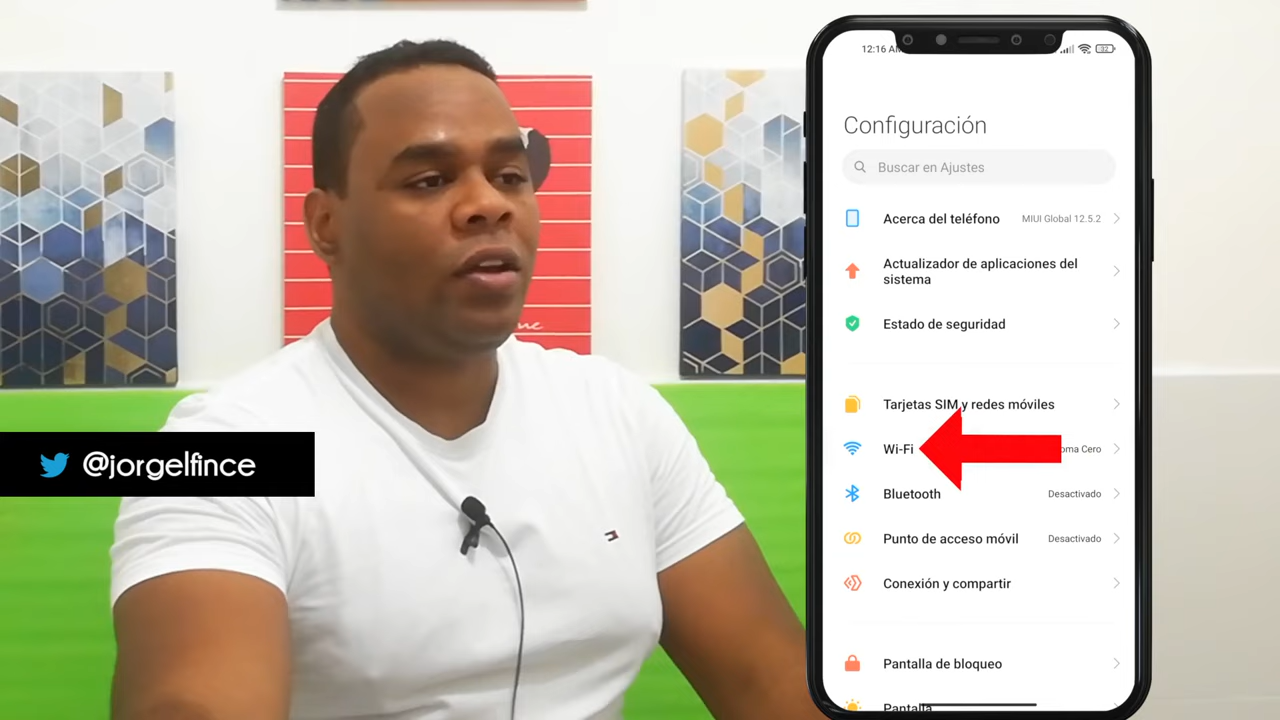 12:16 A
92
Configuración
Buscar en Ajustes
Acerca del teléfono
MIUI Global 12.5.2
Actualizador de aplicaciones del
sistema
Estado de seguridad
Tarjetas SIM y redes móviles
Wi-Fi
Cero
Bluetooth
Desactivado
Punto de acceso móvil
Desactivado
Conexión y compartir
Pantalla de bloqueo
Pantalla
@jorgelfince